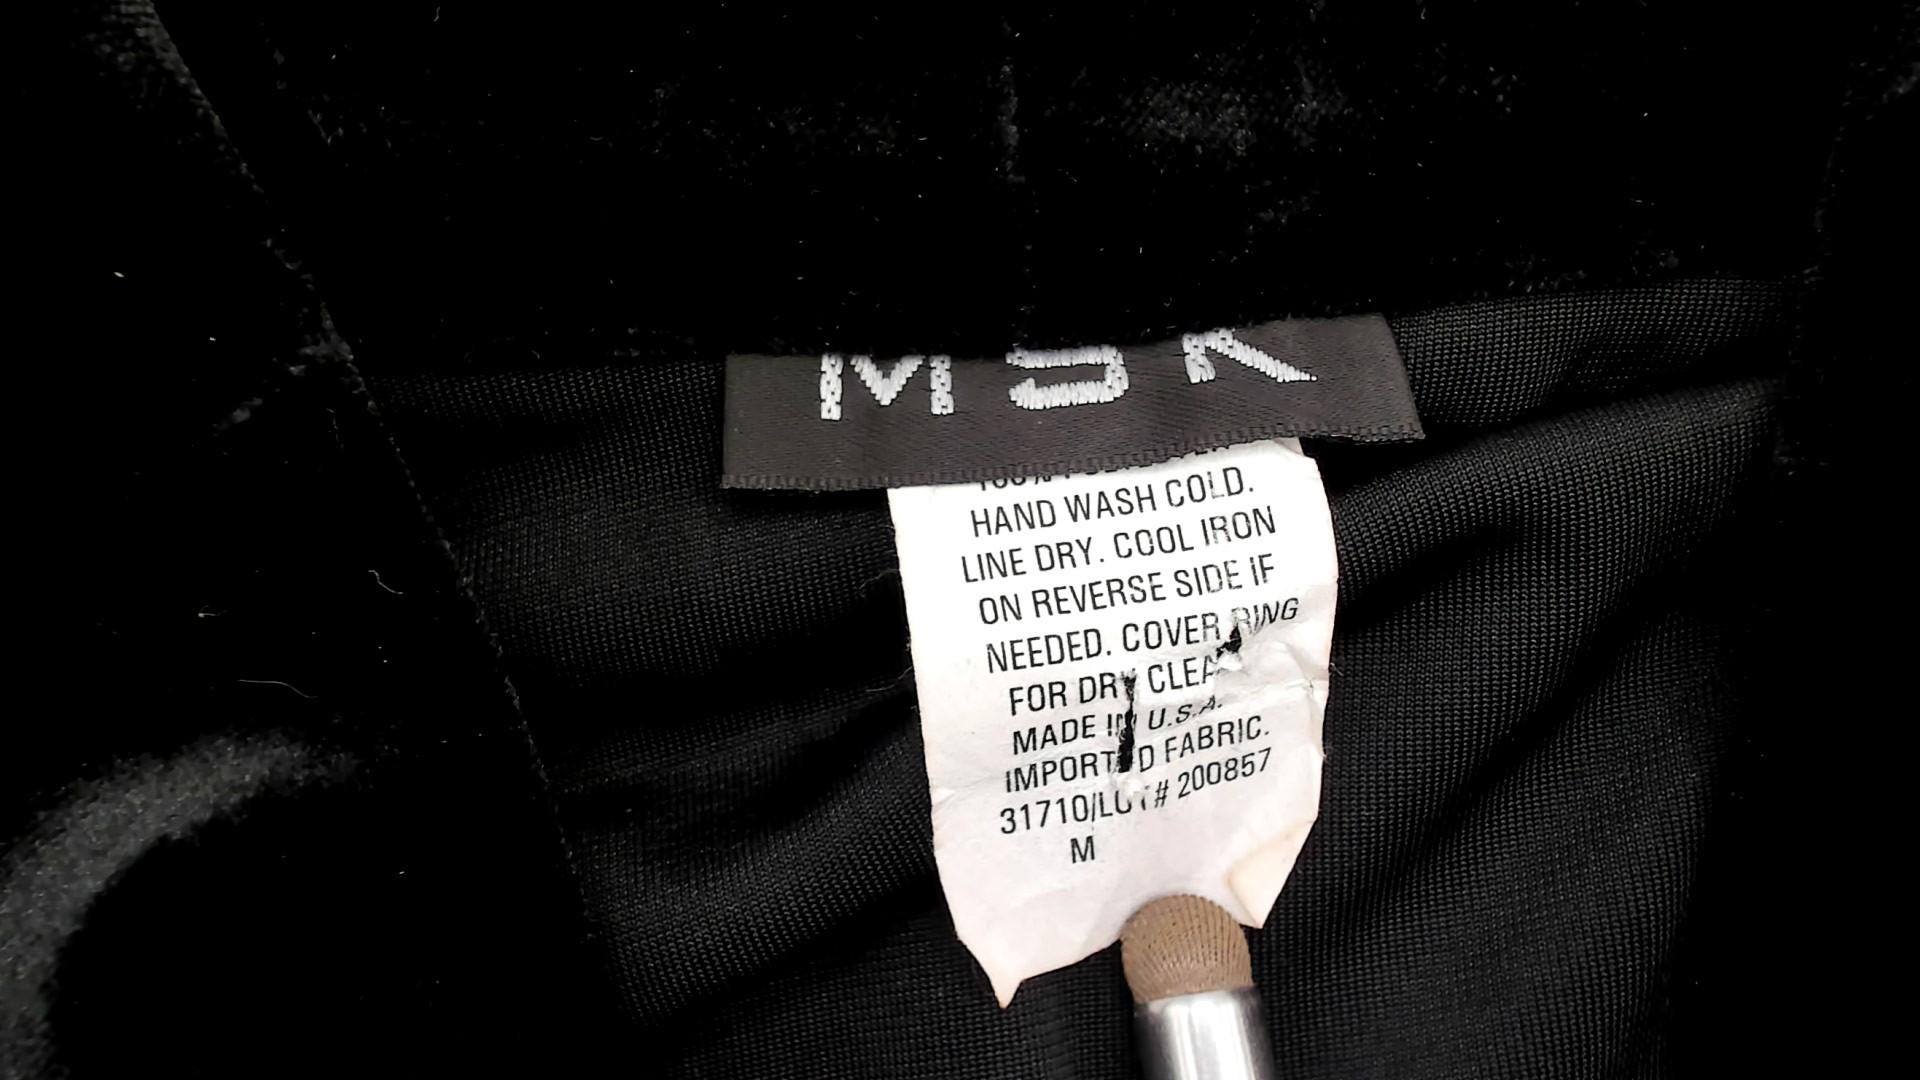 MSK
HAND WASH COLD.
LINE DRY. COOL IRON
ON REVERSE SIDE IF
NEEDED. COVER RING
FOR DRY CLEA
MADE IN U.S.A.
IMPORTED FABRIC.
31710/LOT# 200857
M